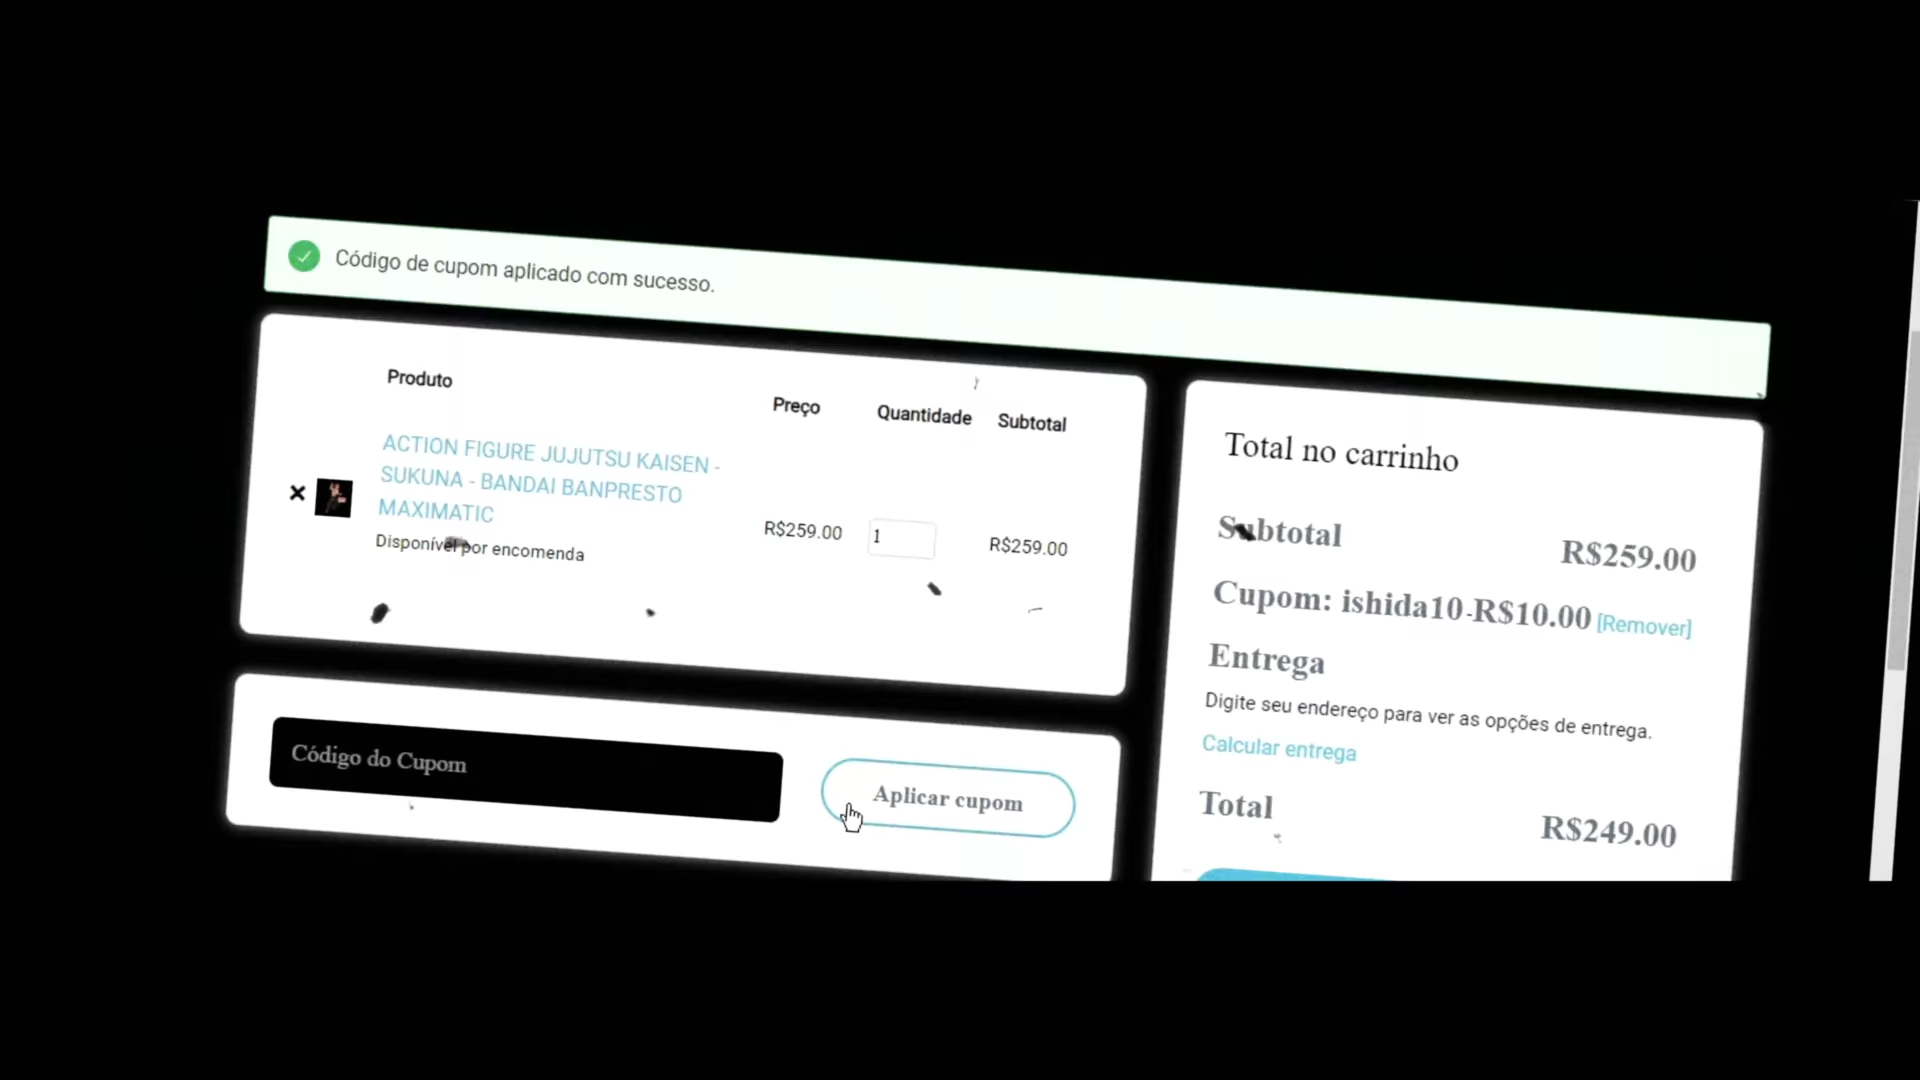 Código de cupom aplicado com sucesso.
Produto
Preço
Quantidade
Subtotal
ACTION FIGURE JUJUTSU KAISEN -
SUKUNA - BANDAI BANPRESTO
MAXIMATIC
Disponível por encomenda
R$259.00
1
R$259.00
Código do Cupom
Aplicar cupom
Total no carrinho
Subtotal
R$259.00
Cupom: ishida10-R$10.00 [Remover]
Entrega
Digite seu endereço para ver as opções de entrega.
Calcular entrega
Total
R$249.00